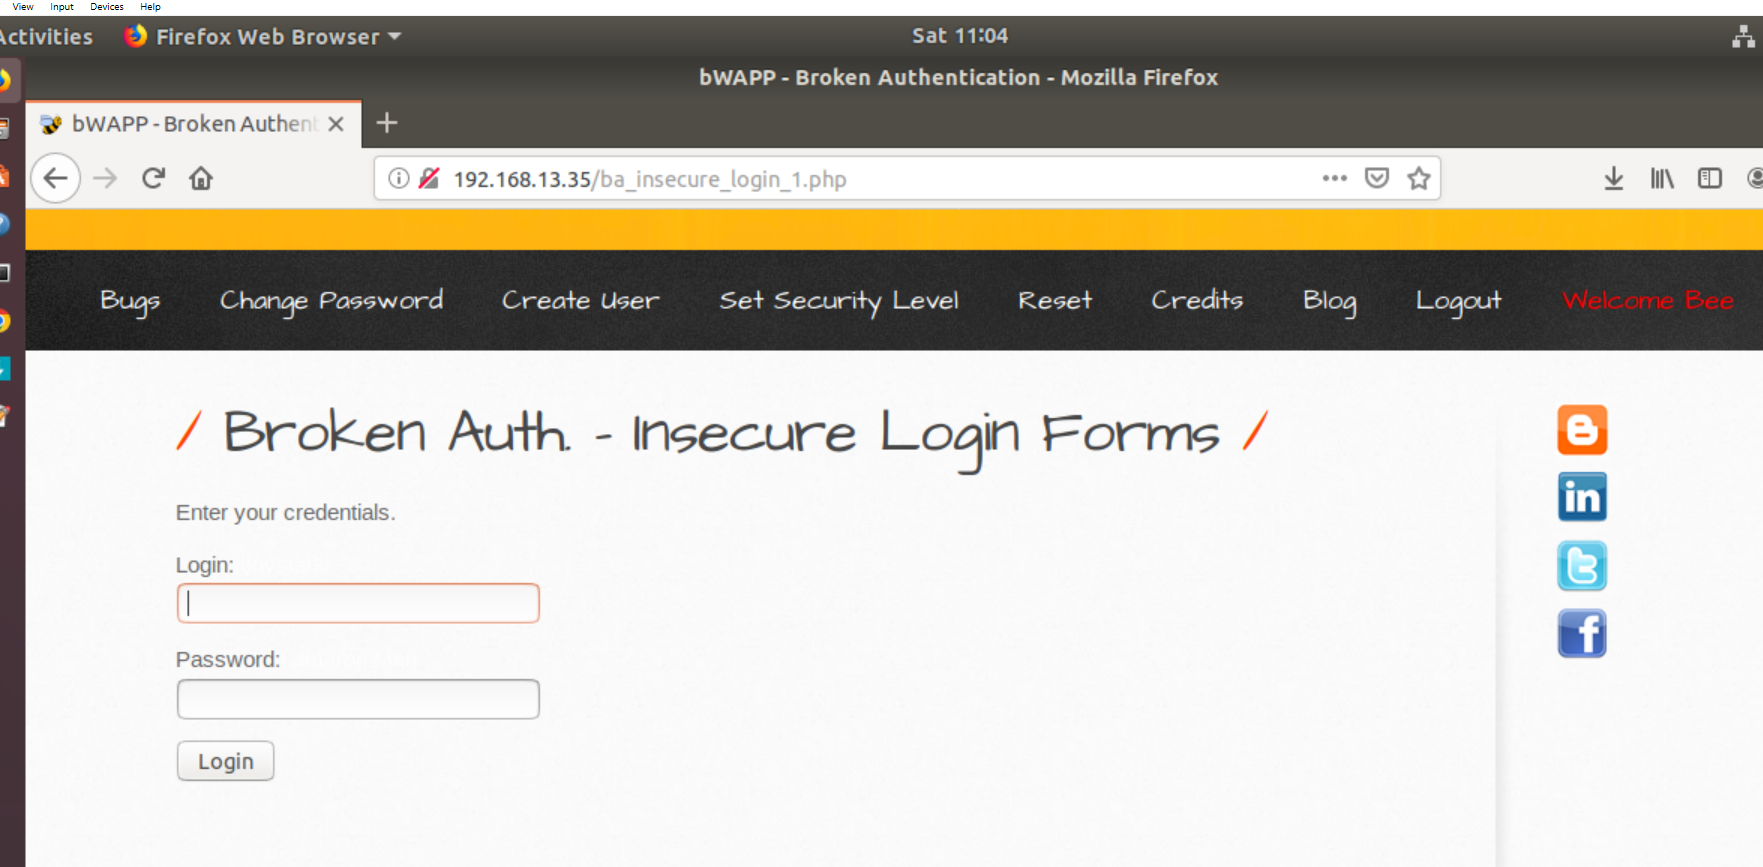 View Input Devices Help
Activities Firefox Web Browser Sat 11:04
bWAPP - Broken Authentication - Mozilla Firefox
bWAPP - Broken Authent
192.168.13.35/ba_insecure_login_1.php
Bugs Change Password Create User Set Security Level Reset Credits Blog Logout Welcome Bee
/ Broken Auth. - Insecure Login Forms /
Enter your credentials.
Login:
Password:
Login